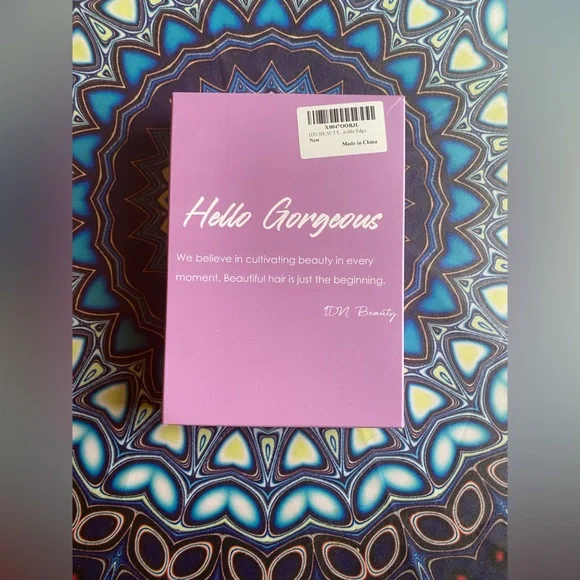 X0047OORJL
IDN BEAUTY
New
Made in China
Hello Gorgeous
We believe in cultivating beauty in every
moment. Beautiful hair is just the beginning.
IDN Beauty